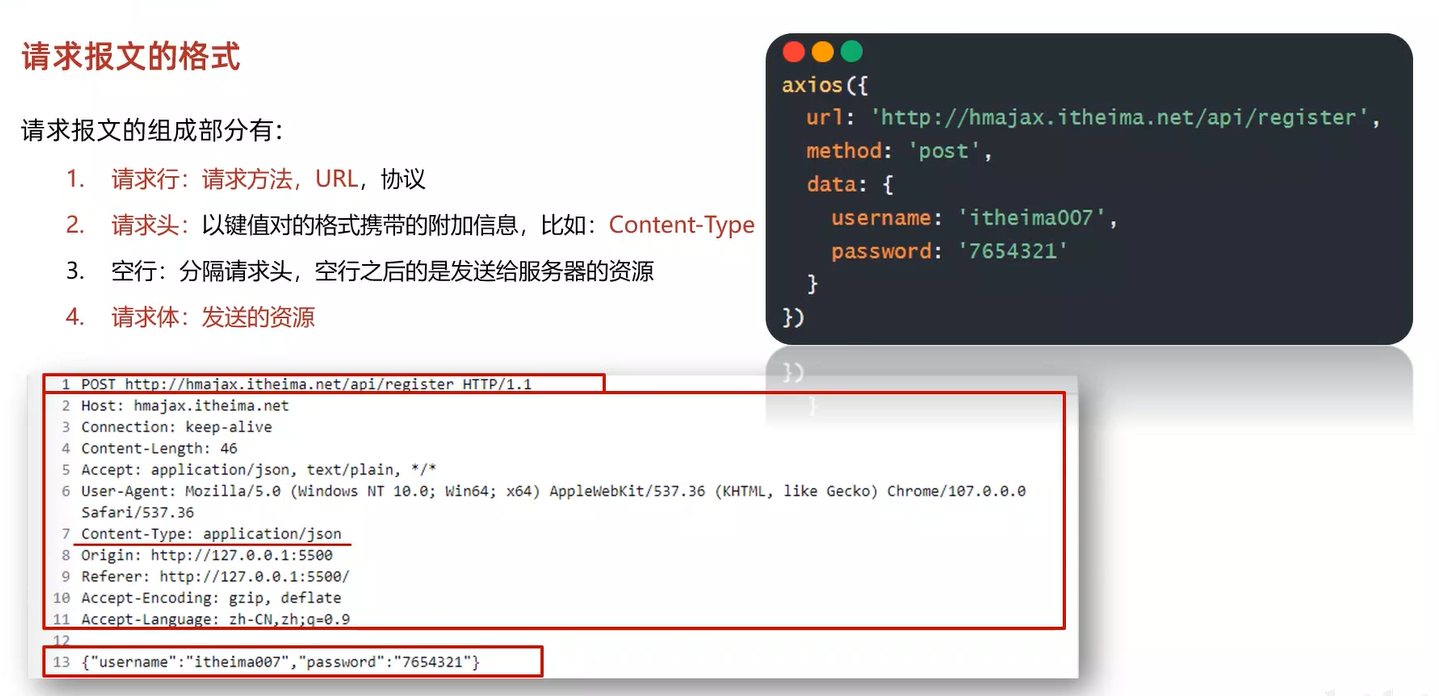 请求报文的格式
请求报文的组成部分有：
1. 请求行：请求方法，URL，协议
2. 请求头：以键值对的格式携带的附加信息，比如：Content-Type
3. 空行：分隔请求头，空行之后的是发送给服务器的资源
4. 请求体：发送的资源
axios({
url: 'http://hmajax.itheima.net/api/register',
method: 'post',
data: {
username: 'itheima007',
password: '7654321'
}
})
})
}
1 POST http://hmajax.itheima.net/api/register HTTP/1.1
2 Host: hmajax.itheima.net
3 Connection: keep-alive
4 Content-Length: 46
5 Accept: application/json, text/plain, */*
6 User-Agent: Mozilla/5.0 (Windows NT 10.0; Win64; x64) AppleWebKit/537.36 (KHTML, like Gecko) Chrome/107.0.0.0
Safari/537.36
7 Content-Type: application/json
8 Origin: http://127.0.0.1:5500
9 Referer: http://127.0.0.1:5500/
10 Accept-Encoding: gzip, deflate
11 Accept-Language: zh-CN,zh;q=0.9
12
13 {"username":"itheima007","password":"7654321"}